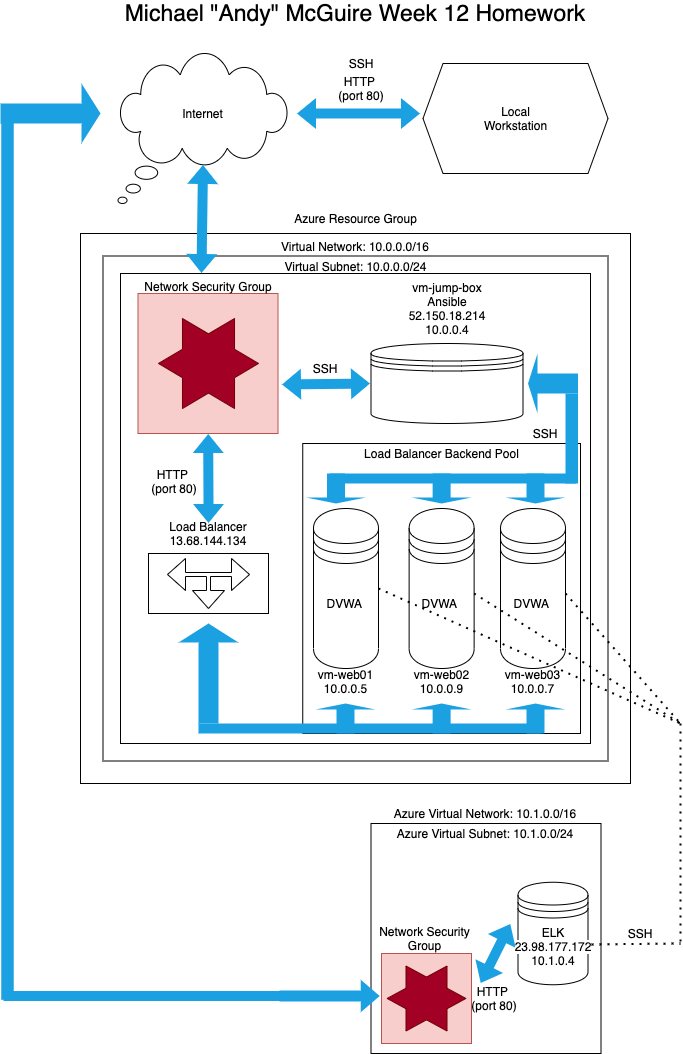 Michael "Andy" McGuire Week 12 Homework
SSH
HTTP
(port 80)
Internet
Local
Workstation
Azure Resource Group
Virtual Network: 10.0.0.0/16
Virtual Subnet: 10.0.0.0/24
Network Security Group
vm-jump-box
Ansible
52.150.18.214
10.0.0.4
SSH
SSH
Load Balancer Backend Pool
HTTP
(port 80)
Load Balancer
13.68.144.134
DVWA
DVWA
DVWA
vm-web01
10.0.0.5
vm-web02
10.0.0.9
vm-web03
10.0.0.7
Azure Virtual Network: 10.1.0.0/16
Azure Virtual Subnet: 10.1.0.0/24
Network Security
Group
ELK
23.98.177.172
10.1.0.4
SSH
HTTP
(port 80)